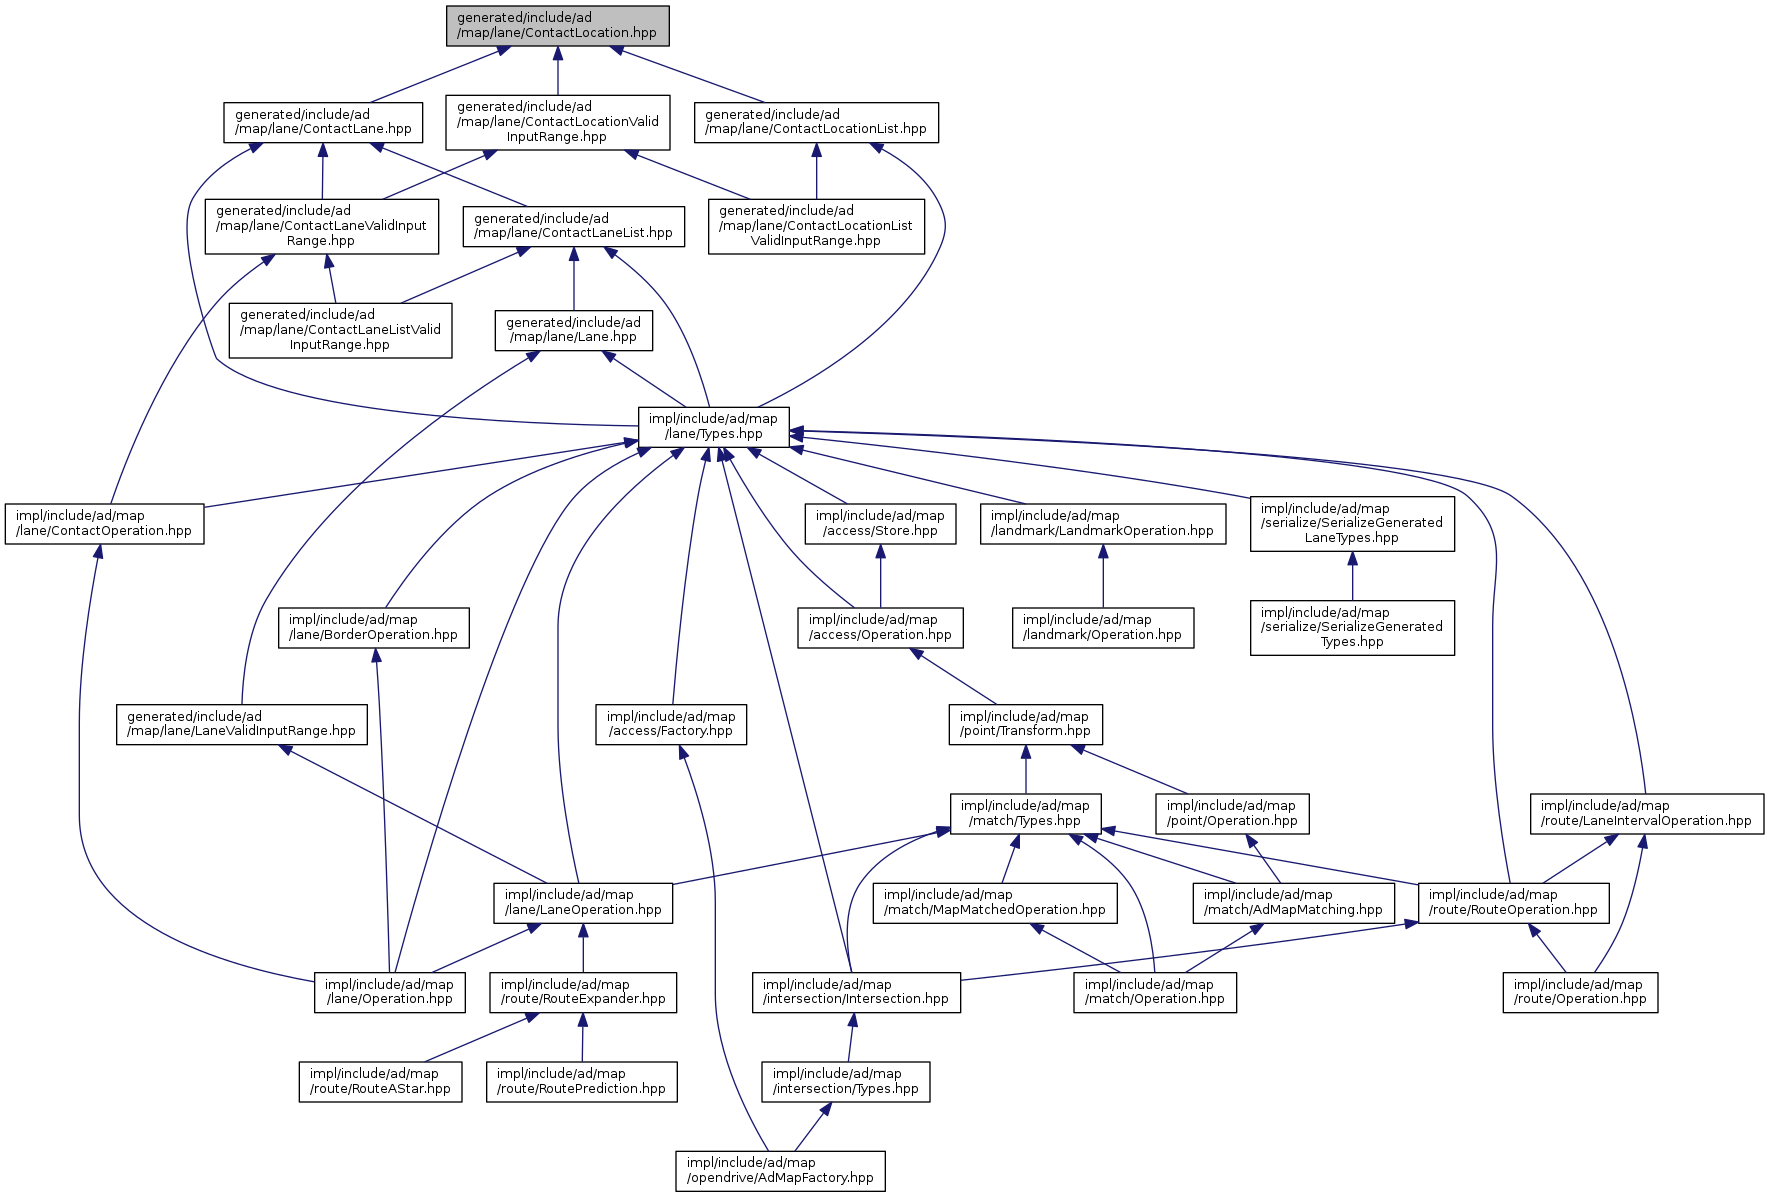 generated/include/ad
/map/lane/ContactLocation.hpp
generated/include/ad
/map/lane/ContactLane.hpp
generated/include/ad
/map/lane/ContactLocationValid
InputRange.hpp
generated/include/ad
/map/lane/ContactLocationList.hpp
generated/include/ad
/map/lane/ContactLaneValidInput
Range.hpp
generated/include/ad
/map/lane/ContactLaneList.hpp
generated/include/ad
/map/lane/ContactLocationList
ValidInputRange.hpp
generated/include/ad
/map/lane/ContactLaneListValid
InputRange.hpp
generated/include/ad
/map/lane/Lane.hpp
impl/include/ad/map
/lane/Types.hpp
impl/include/ad/map
/lane/ContactOperation.hpp
impl/include/ad/map
/access/Store.hpp
impl/include/ad/map
/landmark/LandmarkOperation.hpp
impl/include/ad/map
/serialize/SerializeGenerated
LaneTypes.hpp
impl/include/ad/map
/lane/BorderOperation.hpp
impl/include/ad/map
/access/Operation.hpp
impl/include/ad/map
/landmark/Operation.hpp
impl/include/ad/map
/serialize/SerializeGenerated
Types.hpp
generated/include/ad
/map/lane/LaneValidInputRange.hpp
impl/include/ad/map
/access/Factory.hpp
impl/include/ad/map
/point/Transform.hpp
impl/include/ad/map
/match/Types.hpp
impl/include/ad/map
/point/Operation.hpp
impl/include/ad/map
/route/LaneIntervalOperation.hpp
impl/include/ad/map
/lane/LaneOperation.hpp
impl/include/ad/map
/match/MapMatchedOperation.hpp
impl/include/ad/map
/match/AdMapMatching.hpp
impl/include/ad/map
/route/RouteOperation.hpp
impl/include/ad/map
/lane/Operation.hpp
impl/include/ad/map
/route/RouteExpander.hpp
impl/include/ad/map
/intersection/Intersection.hpp
impl/include/ad/map
/match/Operation.hpp
impl/include/ad/map
/route/Operation.hpp
impl/include/ad/map
/route/RouteAStar.hpp
impl/include/ad/map
/route/RoutePrediction.hpp
impl/include/ad/map
/intersection/Types.hpp
impl/include/ad/map
/opendrive/AdMapFactory.hpp